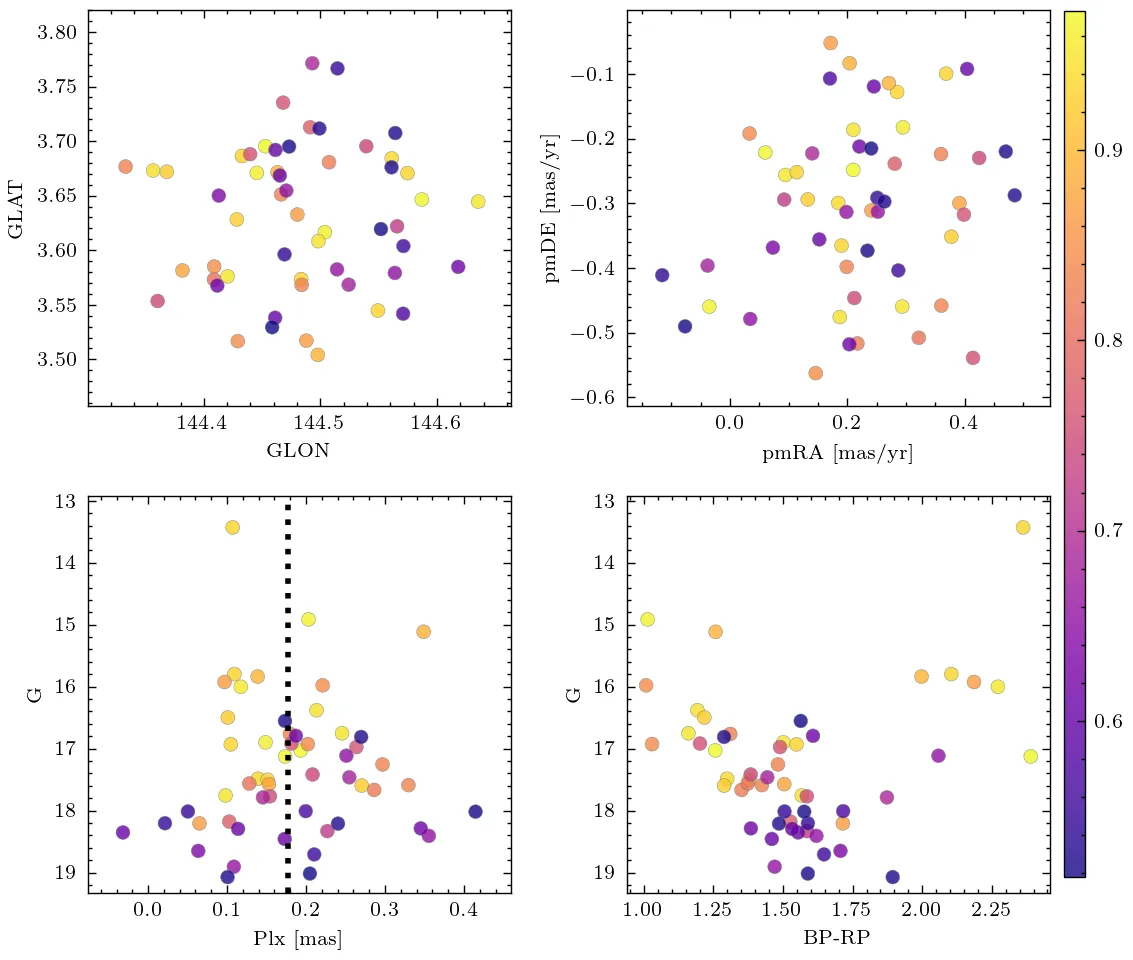 3.80
3.75
3.70
3.65
3.60
3.55
3.50
GLAT
144.4 144.5 144.6
GLON
−0.1
−0.2
−0.3
−0.4
−0.5
−0.6
pmDE [mas/yr]
0.0 0.2 0.4
pmRA [mas/yr]
13
14
15
16
17
18
19
G
0.0 0.1 0.2 0.3 0.4
Plx [mas]
13
14
15
16
17
18
19
G
1.00 1.25 1.50 1.75 2.00 2.25
BP-RP
0.9
0.8
0.7
0.6